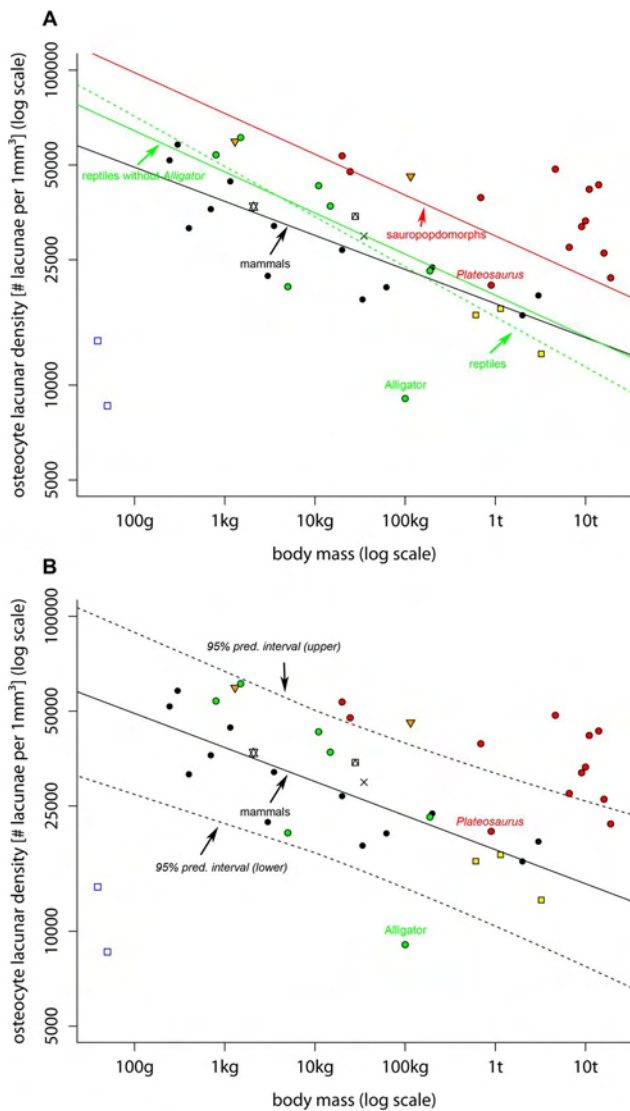 A
osteocyte lacunar density [# lacunae per 1mm³] (log scale)
100000
50000
25000
10000
5000
reptiles without Alligator
mammals
sauropopdomorphs
Plateosaurus
reptiles
Alligator
100g 1kg 10kg 100kg 1t 10t
body mass (log scale)
B
osteocyte lacunar density [# lacunae per 1mm³] (log scale)
100000
50000
25000
10000
5000
95% pred. interval (upper)
mammals
Plateosaurus
95% pred. interval (lower)
Alligator
100g 1kg 10kg 100kg 1t 10t
body mass (log scale)